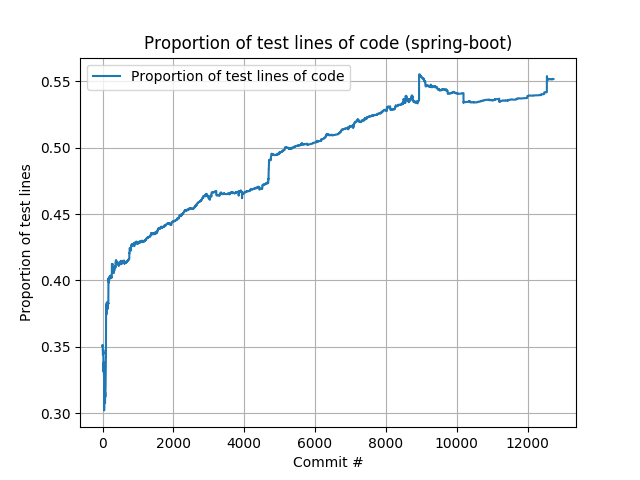 Proportion of test lines of code (spring-boot)
Proportion of test lines of code
Proportion of test lines
0.55
0.50
0.45
0.40
0.35
0.30
0 2000 4000 6000 8000 10000 12000
Commit #